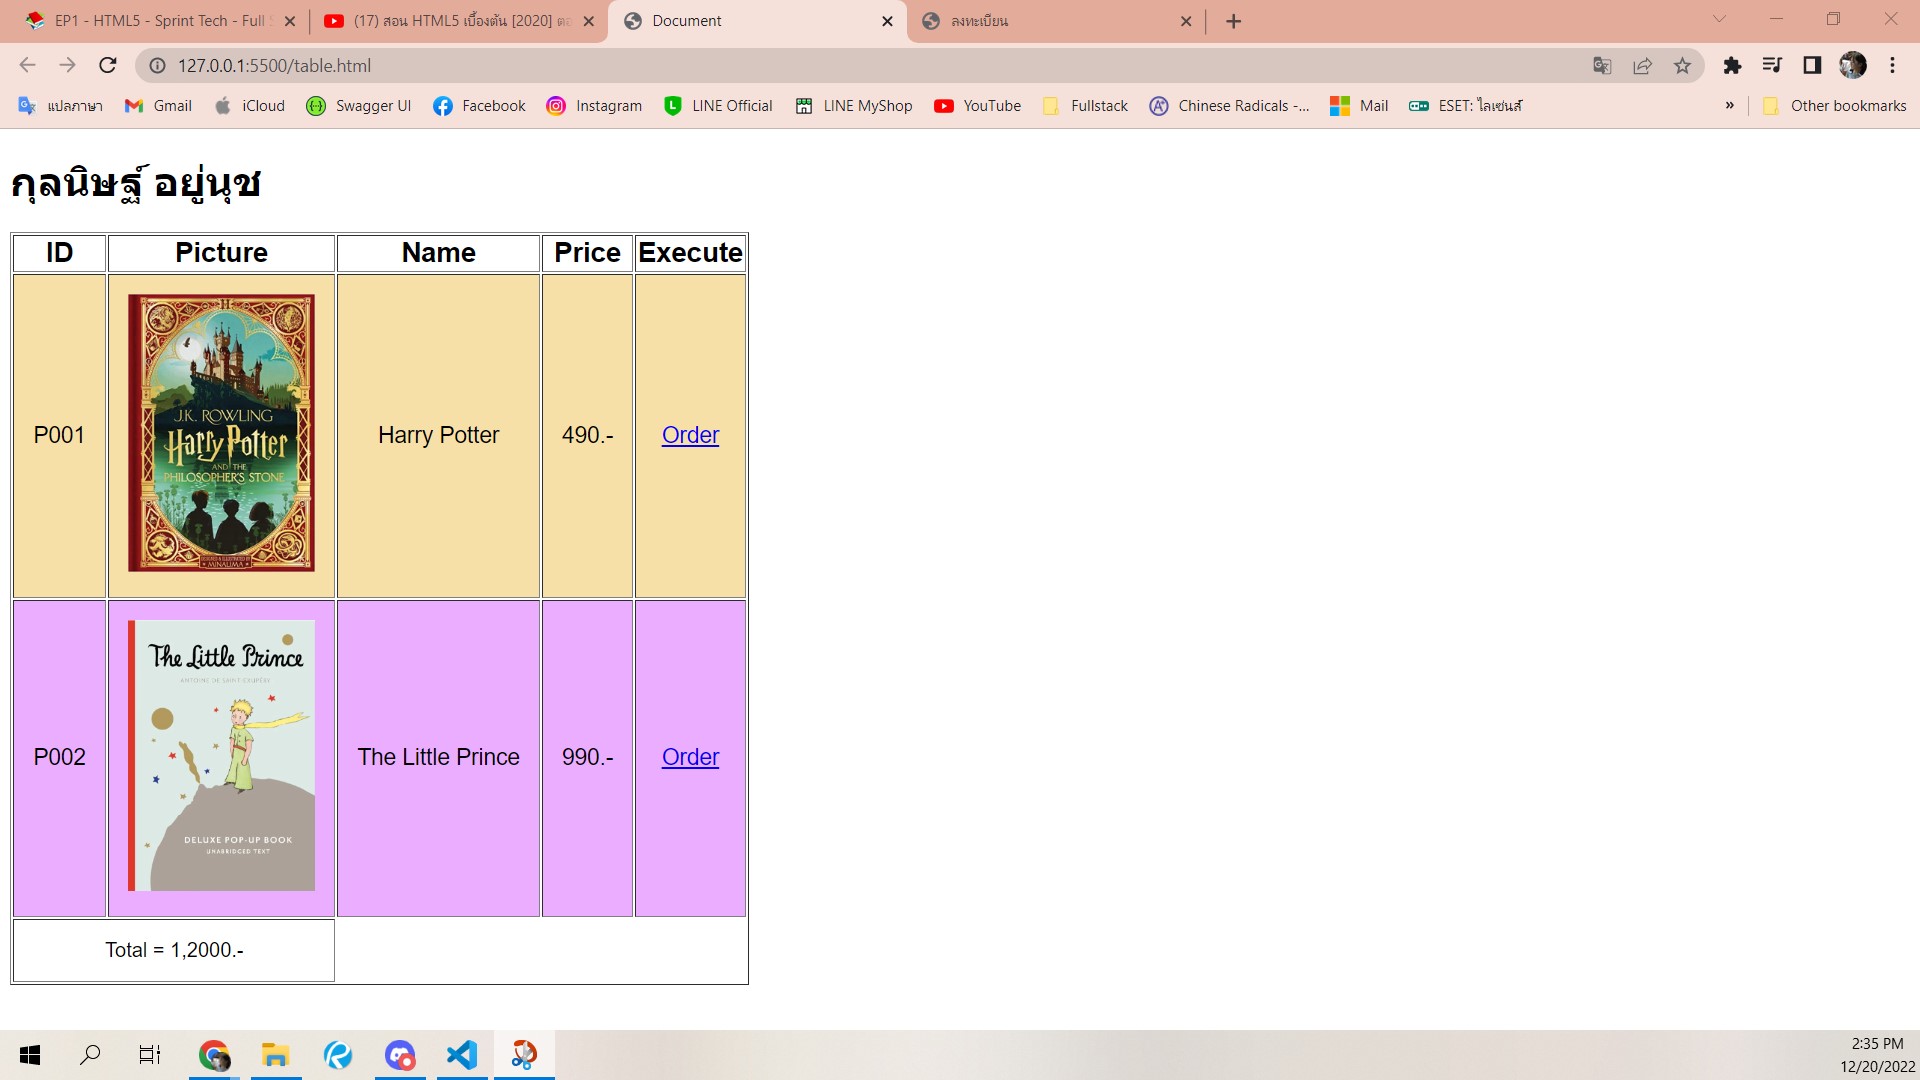 EP1 - HTML5 - Sprint Tech - Full S
(17) สอน HTML5 เบื้องต้น [2020] ตอ
Document
ลงทะเบียน
127.0.0.1:5500/table.html
แปลภาษา
Gmail
iCloud
Swagger UI
Facebook
Instagram
LINE Official
LINE MyShop
YouTube
Fullstack
Chinese Radicals -...
Mail
ESET: ไลเซนส์
»
Other bookmarks
กุลนิษฐ์ อยู่นุช
ID Picture Name Price Execute
J.K. ROWLING
Harry Potter
AND THE
PHILOSOPHER'S STONE
DESIGNED & ILLUSTRATED BY
MINALIMA
P001 Harry Potter 490.- Order
The Little Prince
ANTOINE DE SAINT-EXUPÉRY
P002 The Little Prince 990.- Order
DELUXE POP-UP BOOK
UNABRIDGED TEXT
Total = 1,2000.-
2:35 PM
12/20/2022